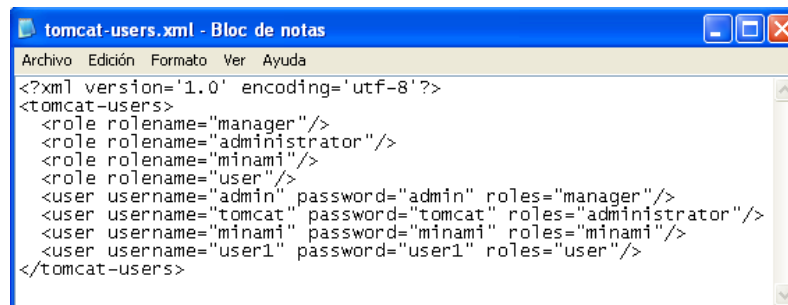 tomcat-users.xml - Bloc de notas
Archivo Edición Formato Ver Ayuda
<?xml version='1.0' encoding='utf-8'?>
<tomcat-users>
  <role rolename="manager"/>
  <role rolename="administrator"/>
  <role rolename="minami"/>
  <role rolename="user"/>
  <user username="admin" password="admin" roles="manager"/>
  <user username="tomcat" password="tomcat" roles="administrator"/>
  <user username="minami" password="minami" roles="minami"/>
  <user username="user1" password="user1" roles="user"/>
</tomcat-users>